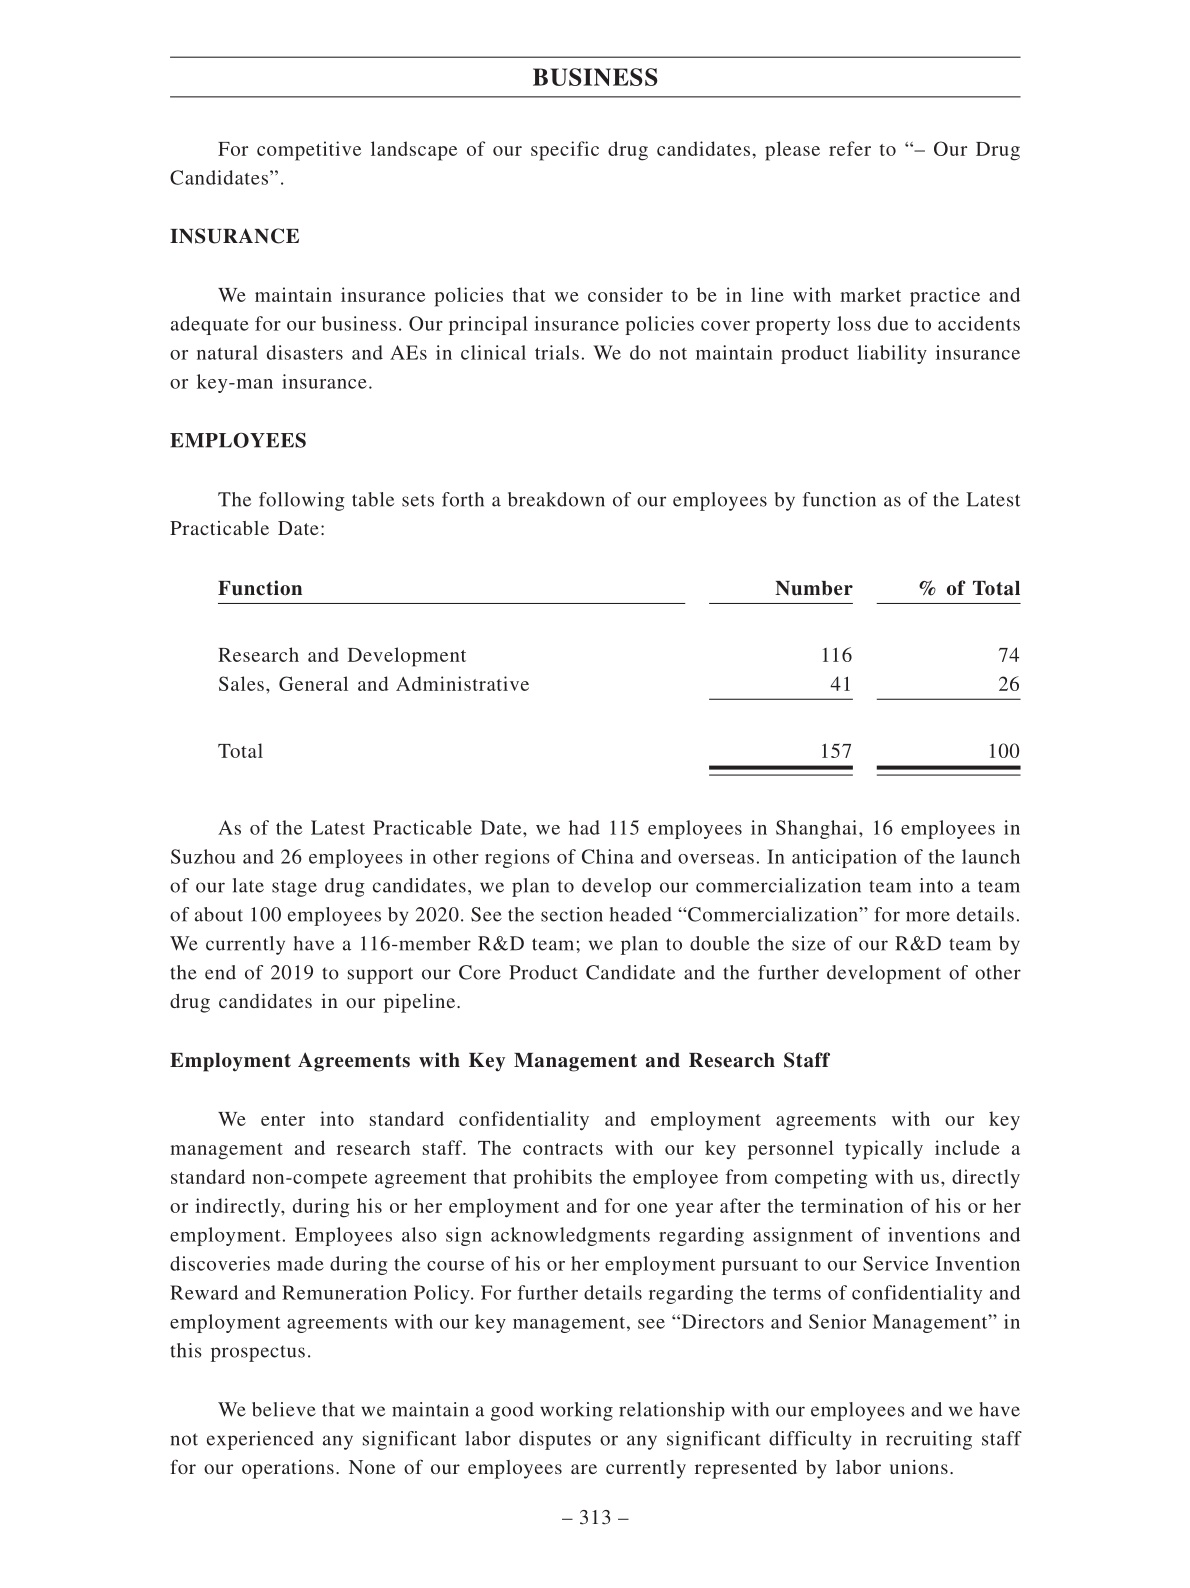 BUSINESS
For competitive landscape of our specific drug candidates, please refer to “– Our Drug
Candidates”.
INSURANCE
We maintain insurance policies that we consider to be in line with market practice and
adequate for our business. Our principal insurance policies cover property loss due to accidents
or natural disasters and AEs in clinical trials. We do not maintain product liability insurance
or key-man insurance.
EMPLOYEES
The following table sets forth a breakdown of our employees by function as of the Latest
Practicable Date:
Function Number % of Total
Research and Development 116 74
Sales, General and Administrative 41 26
Total 157 100
As of the Latest Practicable Date, we had 115 employees in Shanghai, 16 employees in
Suzhou and 26 employees in other regions of China and overseas. In anticipation of the launch
of our late stage drug candidates, we plan to develop our commercialization team into a team
of about 100 employees by 2020. See the section headed “Commercialization” for more details.
We currently have a 116-member R&D team; we plan to double the size of our R&D team by
the end of 2019 to support our Core Product Candidate and the further development of other
drug candidates in our pipeline.
Employment Agreements with Key Management and Research Staff
We enter into standard confidentiality and employment agreements with our key
management and research staff. The contracts with our key personnel typically include a
standard non-compete agreement that prohibits the employee from competing with us, directly
or indirectly, during his or her employment and for one year after the termination of his or her
employment. Employees also sign acknowledgments regarding assignment of inventions and
discoveries made during the course of his or her employment pursuant to our Service Invention
Reward and Remuneration Policy. For further details regarding the terms of confidentiality and
employment agreements with our key management, see “Directors and Senior Management” in
this prospectus.
We believe that we maintain a good working relationship with our employees and we have
not experienced any significant labor disputes or any significant difficulty in recruiting staff
for our operations. None of our employees are currently represented by labor unions.
– 313 –